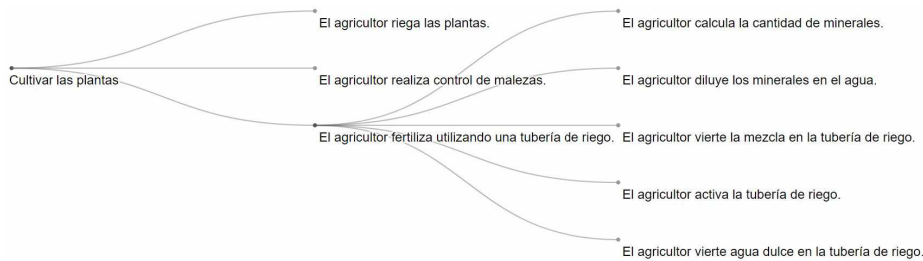 El agricultor riega las plantas.
El agricultor calcula la cantidad de minerales.
Cultivar las plantas
El agricultor realiza control de malezas.
El agricultor diluye los minerales en el agua.
El agricultor fertiliza utilizando una tubería de riego.
El agricultor vierte la mezcla en la tubería de riego.
El agricultor activa la tubería de riego.
El agricultor vierte agua dulce en la tubería de riego.